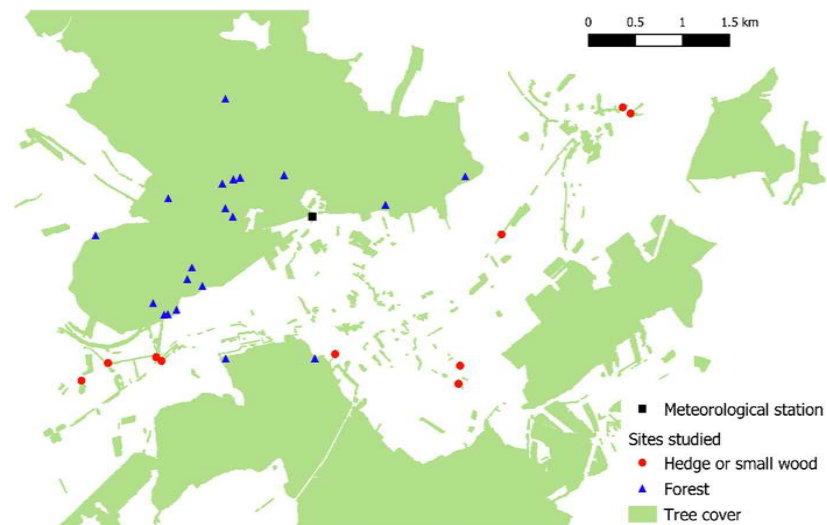 0 0.5 1 1.5 km
Meteorological station
Sites studied
Hedge or small wood
Forest
Tree cover